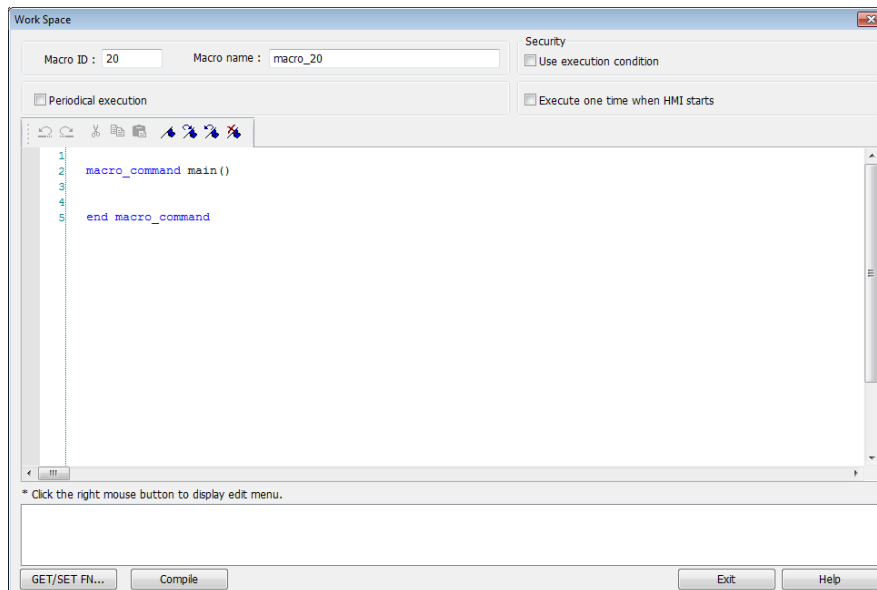 Work Space
Security
Macro ID : 20 Macro name : macro_20
Use execution condition
Periodical execution
Execute one time when HMI starts
1
2 macro_command main()
3
4
5 end macro_command
* Click the right mouse button to display edit menu.
GET/SET FN... Compile Exit Help